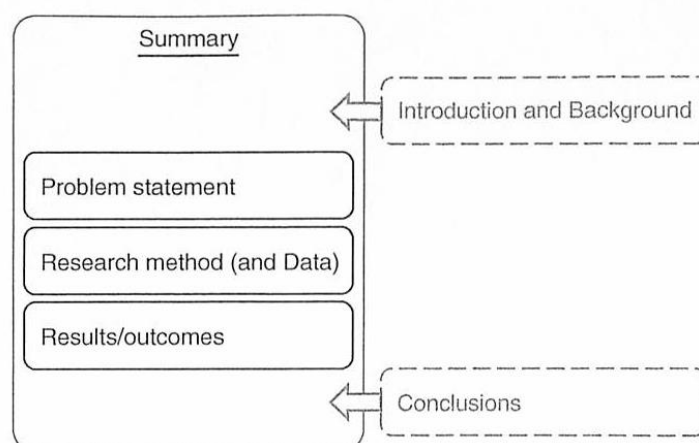 Summary
Introduction and Background
Problem statement
Research method (and Data)
Results/outcomes
Conclusions